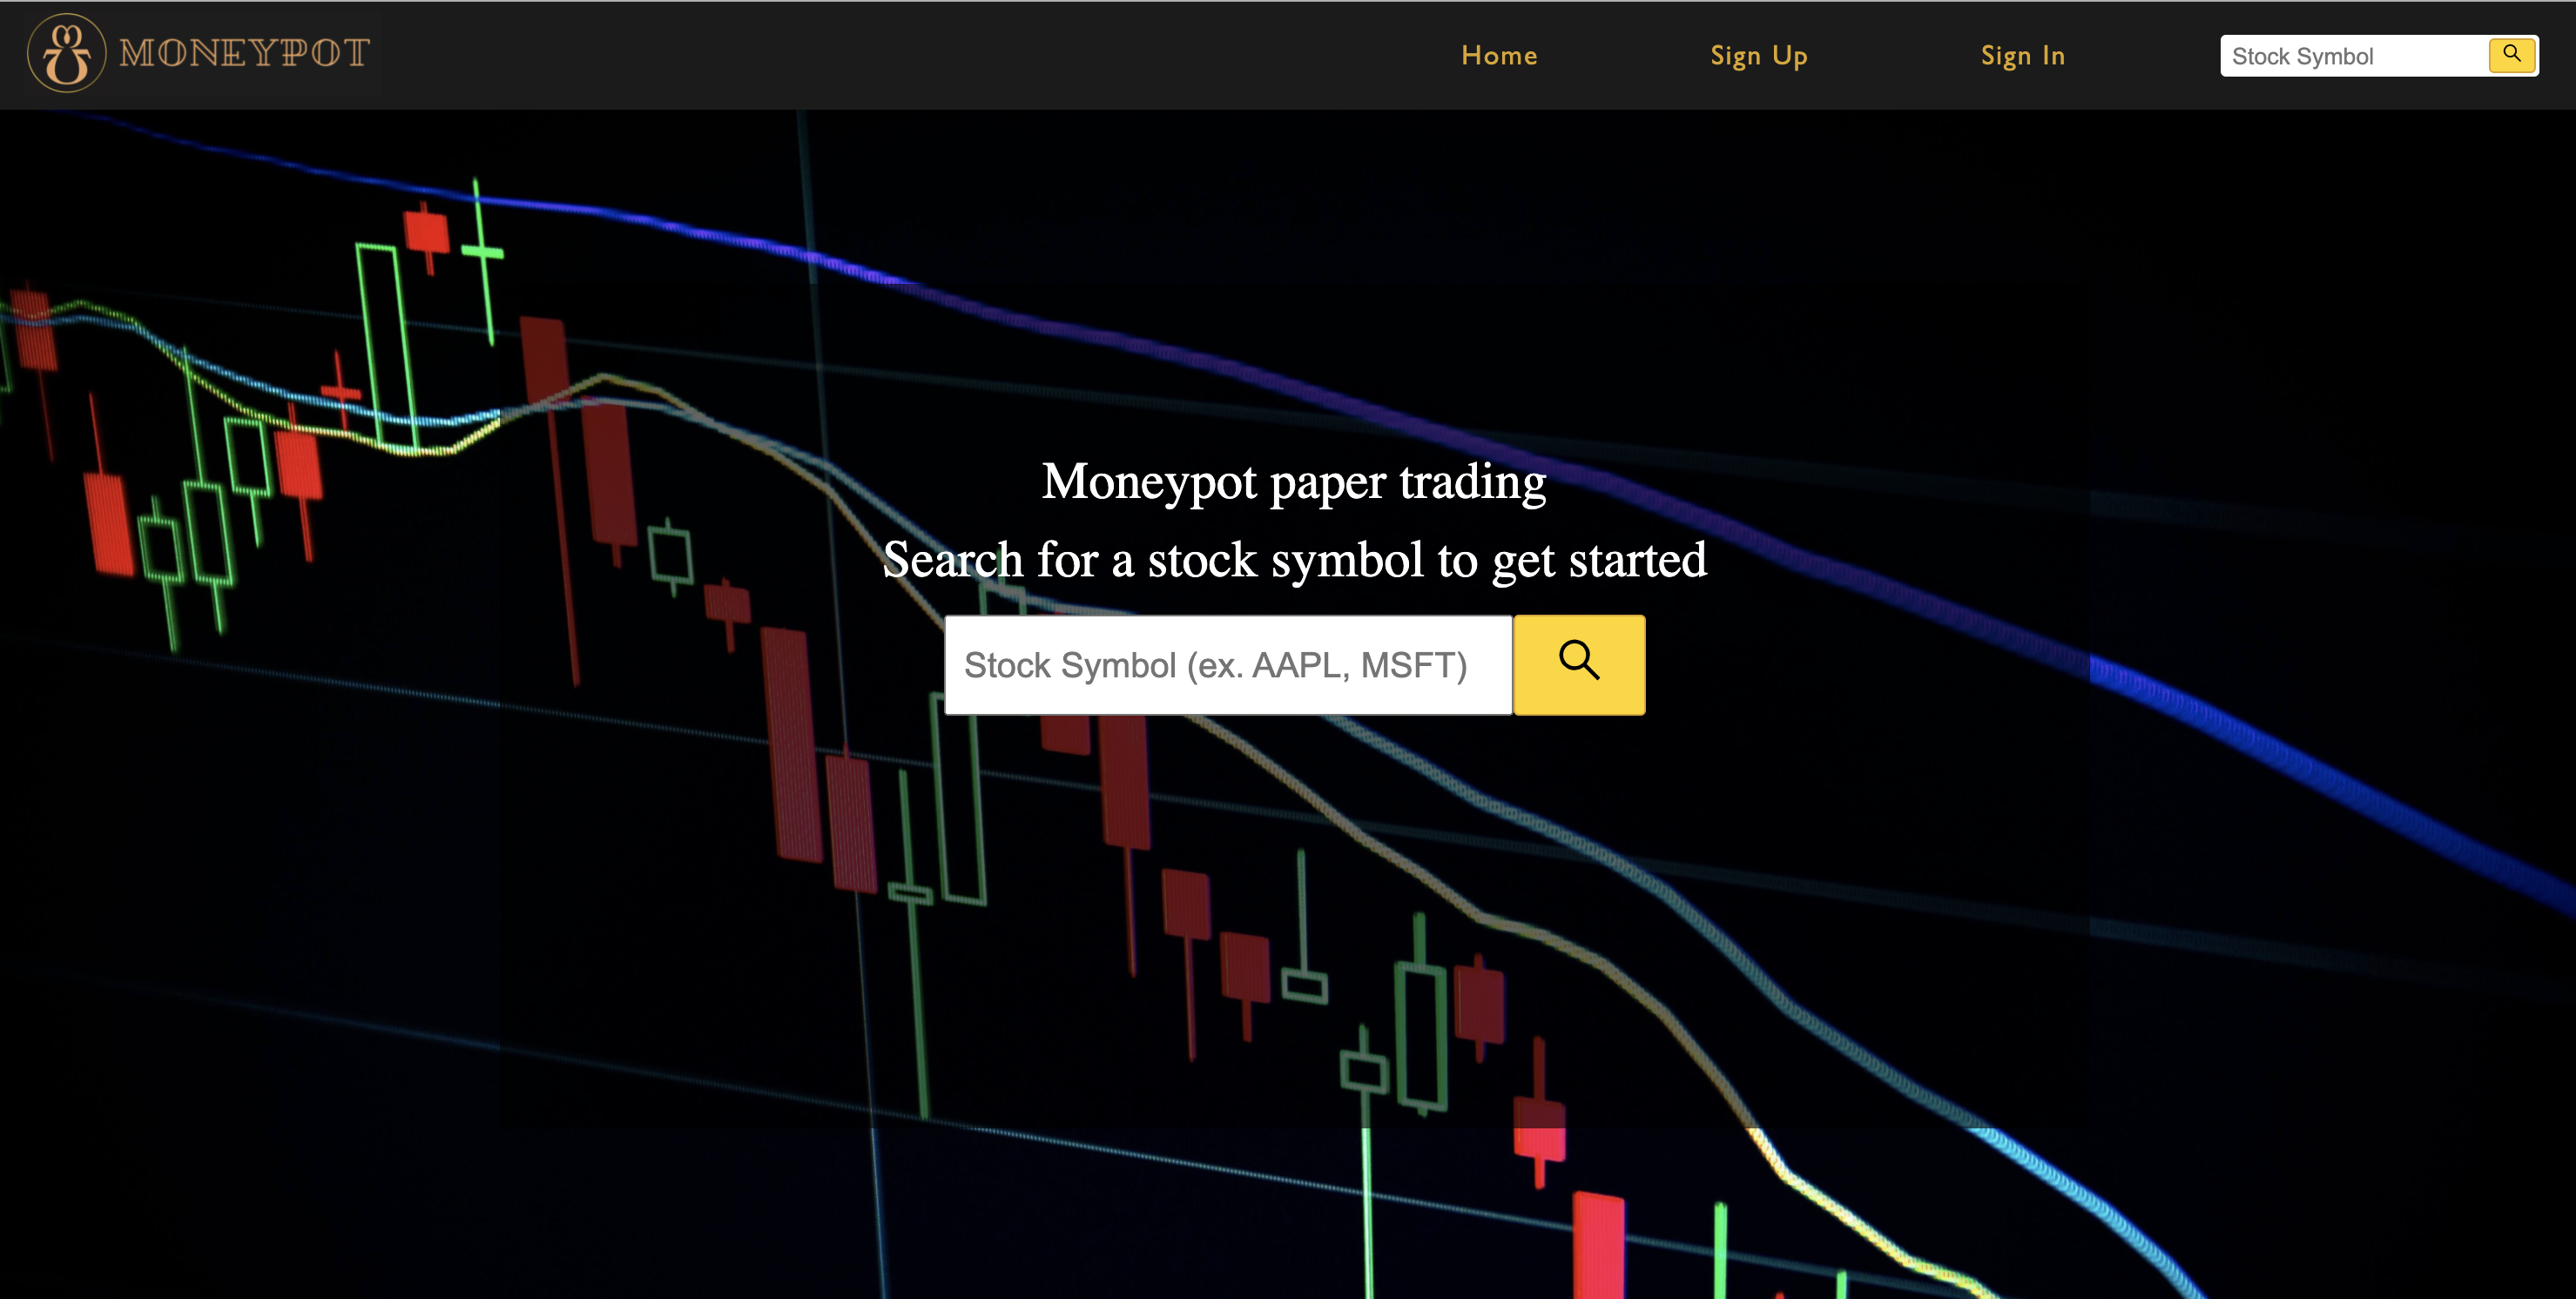 MONEYPOT
Home
Sign Up
Sign In
Stock Symbol
Moneypot paper trading
Search for a stock symbol to get started
Stock Symbol (ex. AAPL, MSFT)